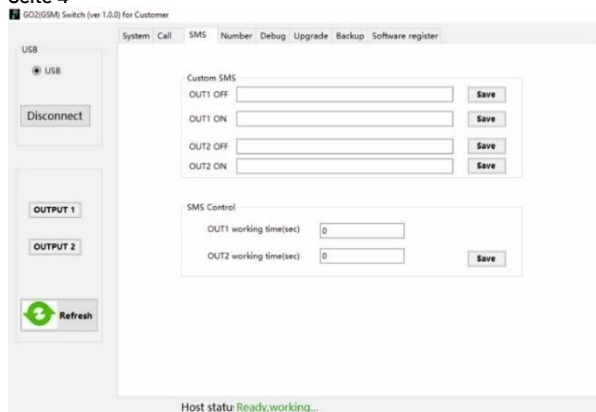 Seite 4
GO2(GSM) Switch (ver 1.0.0) for Customer
System Call SMS Number Debug Upgrade Backup Software register
USB
USB
Disconnect
OUTPUT 1
OUTPUT 2
Refresh
Custom SMS
OUT1 OFF Save
OUT1 ON Save
OUT2 OFF Save
OUT2 ON Save
SMS Control
OUT1 working time(sec) 0
OUT2 working time(sec) 0 Save
Host statu: Ready,working...